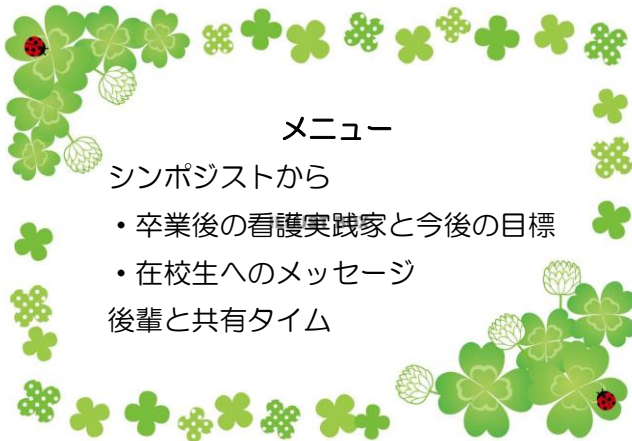 メニュー
シンポジストから
・卒業後の看護実践家と今後の目標
・在校生へのメッセージ
後輩と共有タイム